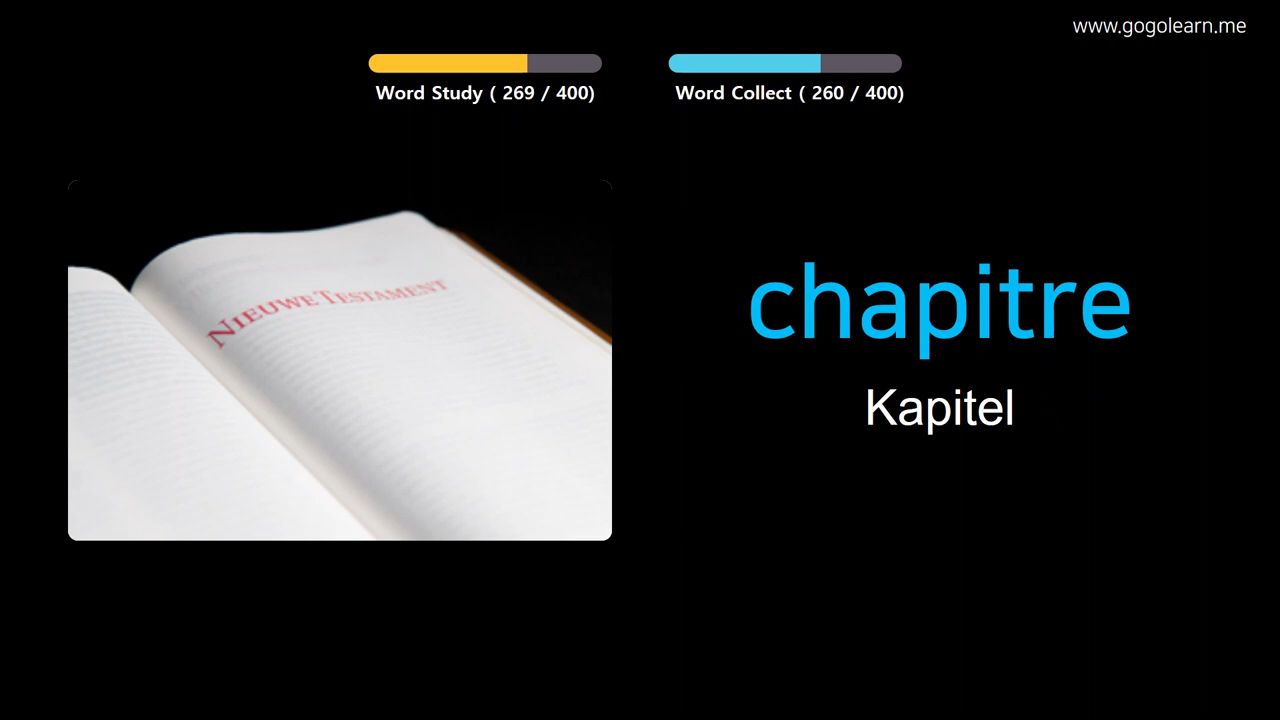 www.gogolearn.me
Word Study ( 269 / 400)
Word Collect ( 260 / 400)
NIEUWE TESTAMENT
chapitre
Kapitel